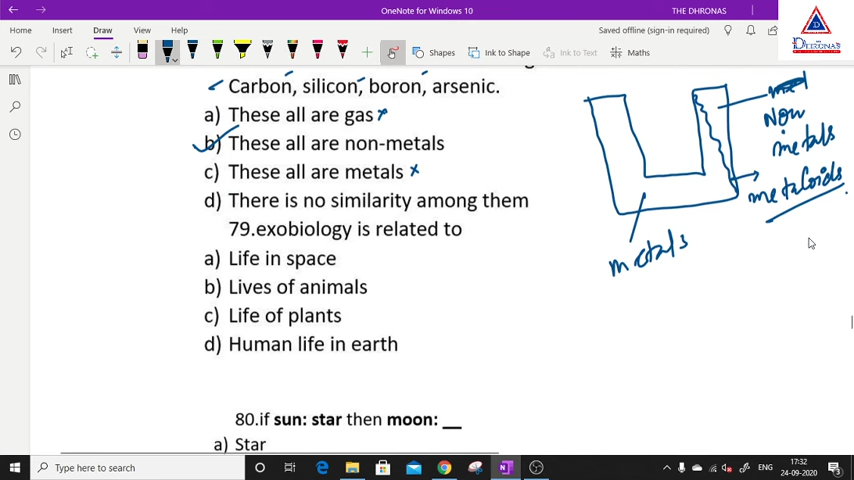 OneNote for Windows 10
THE DHRONAS
Home Insert Draw View Help
Saved offline (sign-in required)
Shapes Ink to Shape Ink to Text Maths
DHRONAS
Carbon, silicon, boron, arsenic.
a) These all are gas
b) These all are non-metals
c) These all are metals
d) There is no similarity among them
79.exobiology is related to
a) Life in space
b) Lives of animals
c) Life of plants
d) Human life in earth
80.if sun: star then moon: __
a) Star
Non
metals
metaloids
metals
Type here to search
ENG
17:32
24-09-2020
3